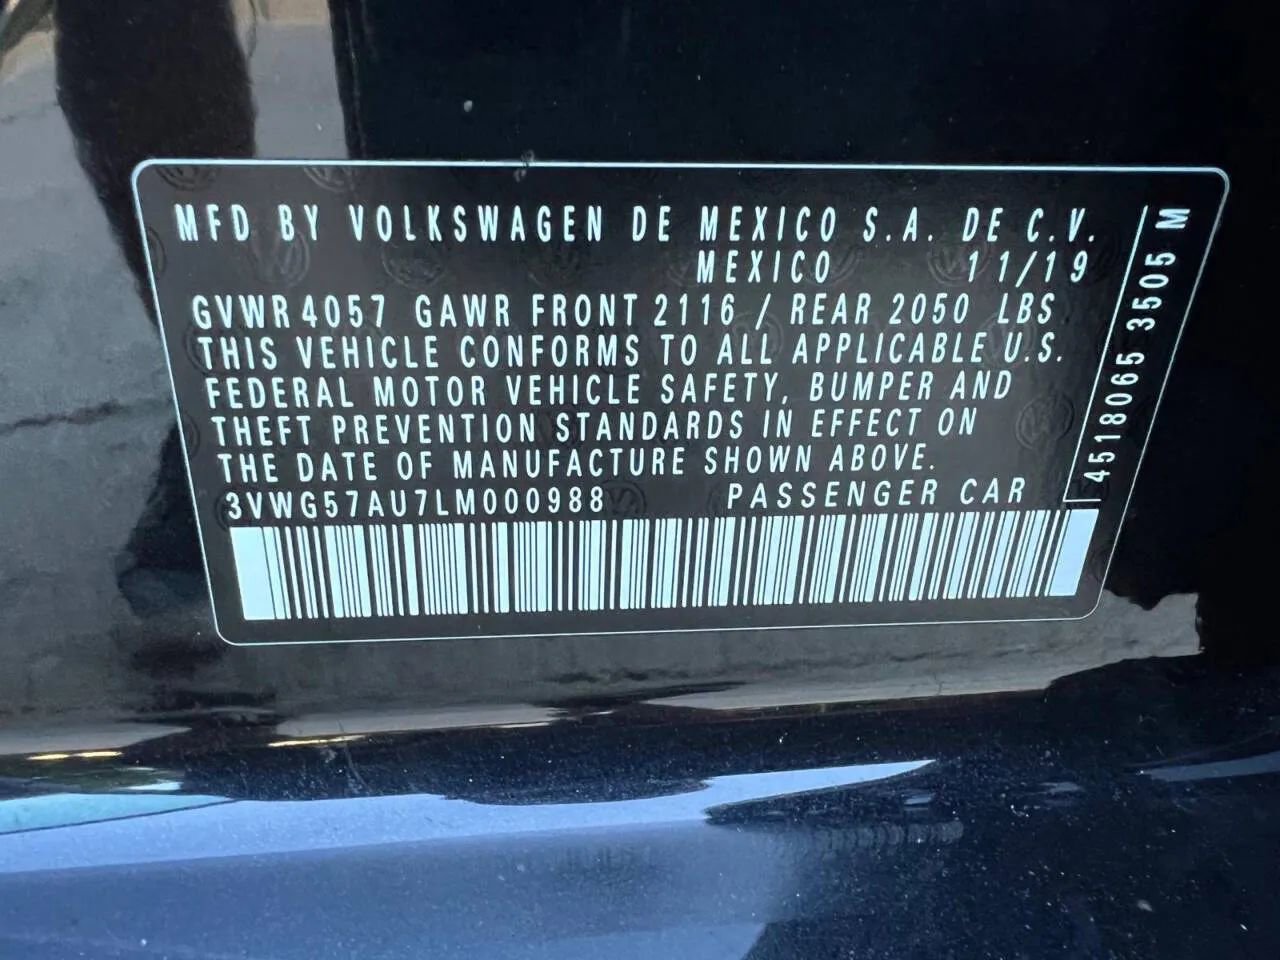 MFD BY VOLKSWAGEN DE MEXICO S.A. DE C.V.
MEXICO 11/19
GVWR 4057 GAWR FRONT 2116 / REAR 2050 LBS
THIS VEHICLE CONFORMS TO ALL APPLICABLE U.S.
FEDERAL MOTOR VEHICLE SAFETY, BUMPER AND
THEFT PREVENTION STANDARDS IN EFFECT ON
THE DATE OF MANUFACTURE SHOWN ABOVE.
3VWG57AU7LM000988 PASSENGER CAR
4518065 3505 M